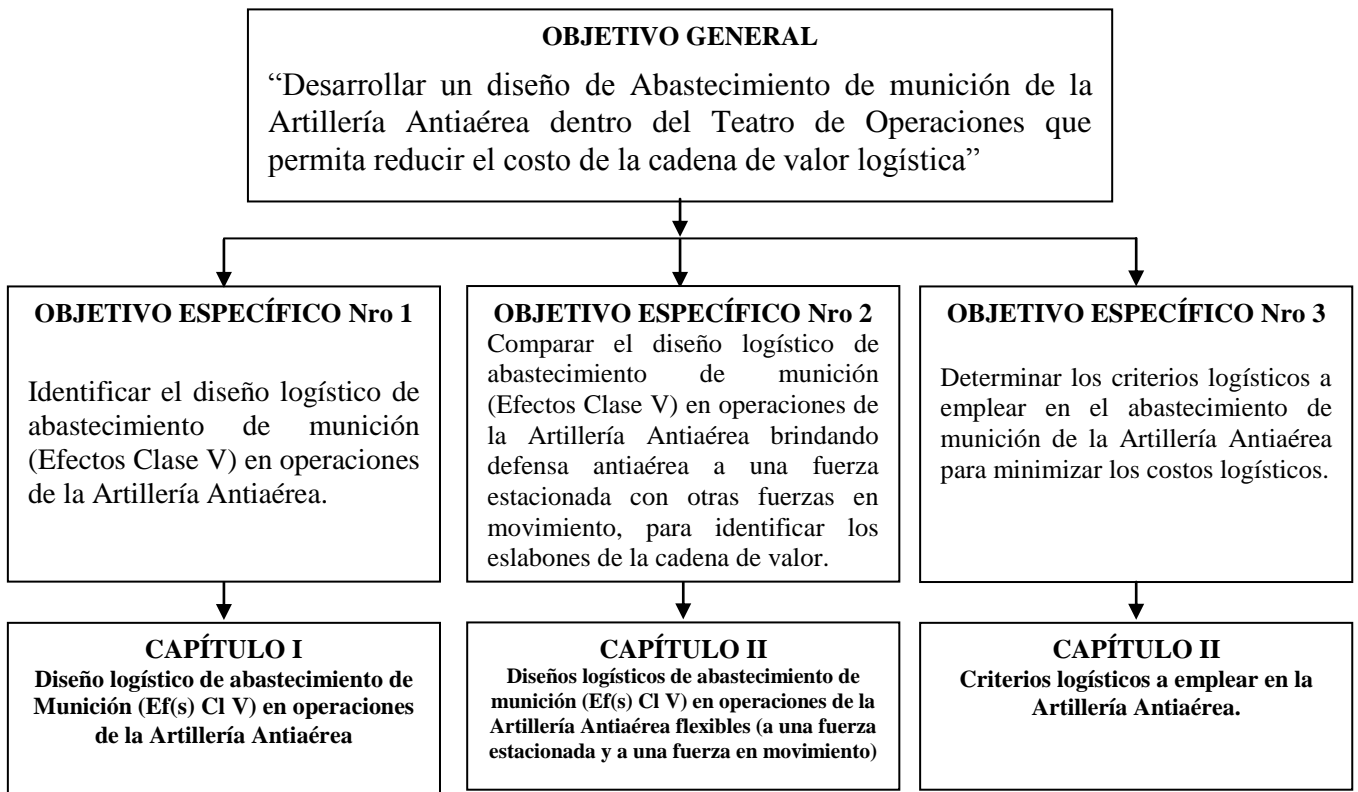 OBJETIVO GENERAL
“Desarrollar un diseño de Abastecimiento de munición de la
Artillería Antiaérea dentro del Teatro de Operaciones que
permita reducir el costo de la cadena de valor logística”
OBJETIVO ESPECÍFICO Nro 1
Identificar el diseño logístico de
abastecimiento de munición
(Efectos Clase V) en operaciones
de la Artillería Antiaérea.
OBJETIVO ESPECÍFICO Nro 2
Comparar el diseño logístico de
abastecimiento de munición
(Efectos Clase V) en operaciones de
la Artillería Antiaérea brindando
defensa antiaérea a una fuerza
estacionada con otras fuerzas en
movimiento, para identificar los
eslabones de la cadena de valor.
OBJETIVO ESPECÍFICO Nro 3
Determinar los criterios logísticos a
emplear en el abastecimiento de
munición de la Artillería Antiaérea
para minimizar los costos logísticos.
CAPÍTULO I
Diseño logístico de abastecimiento de
Munición (Ef(s) Cl V) en operaciones
de la Artillería Antiaérea
CAPÍTULO II
Diseños logísticos de abastecimiento de
munición (Ef(s) Cl V) en operaciones de la
Artillería Antiaérea flexibles (a una fuerza
estacionada y a una fuerza en movimiento)
CAPÍTULO II
Criterios logísticos a emplear en la
Artillería Antiaérea.